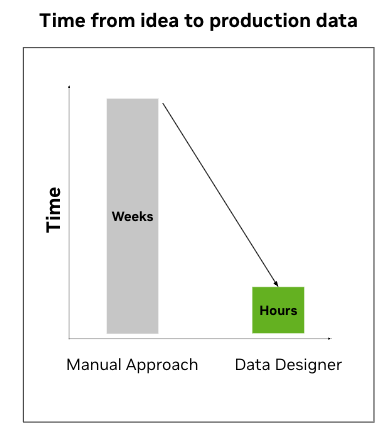 Time from idea to production data
Time
Weeks
Hours
Manual Approach
Data Designer